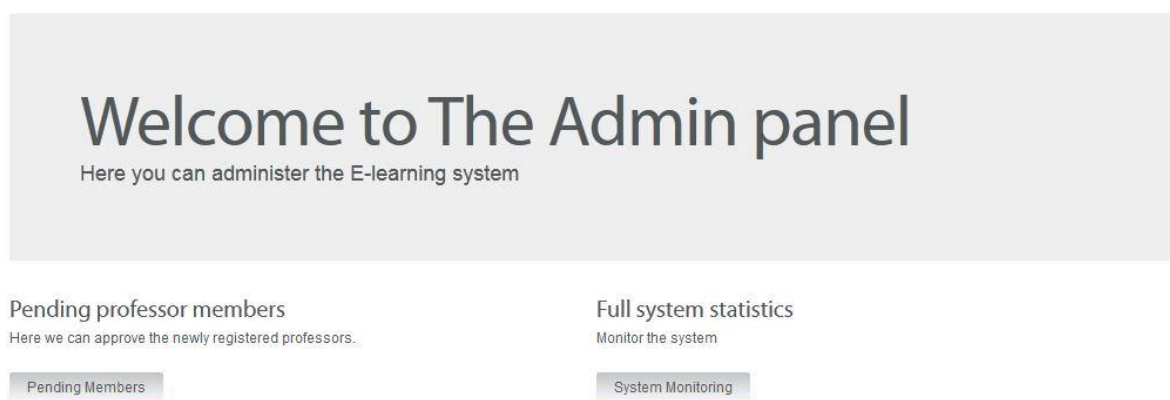 Welcome to The Admin panel
Here you can administer the E-learning system
Pending professor members
Here we can approve the newly registered professors.
Pending Members
Full system statistics
Monitor the system
System Monitoring